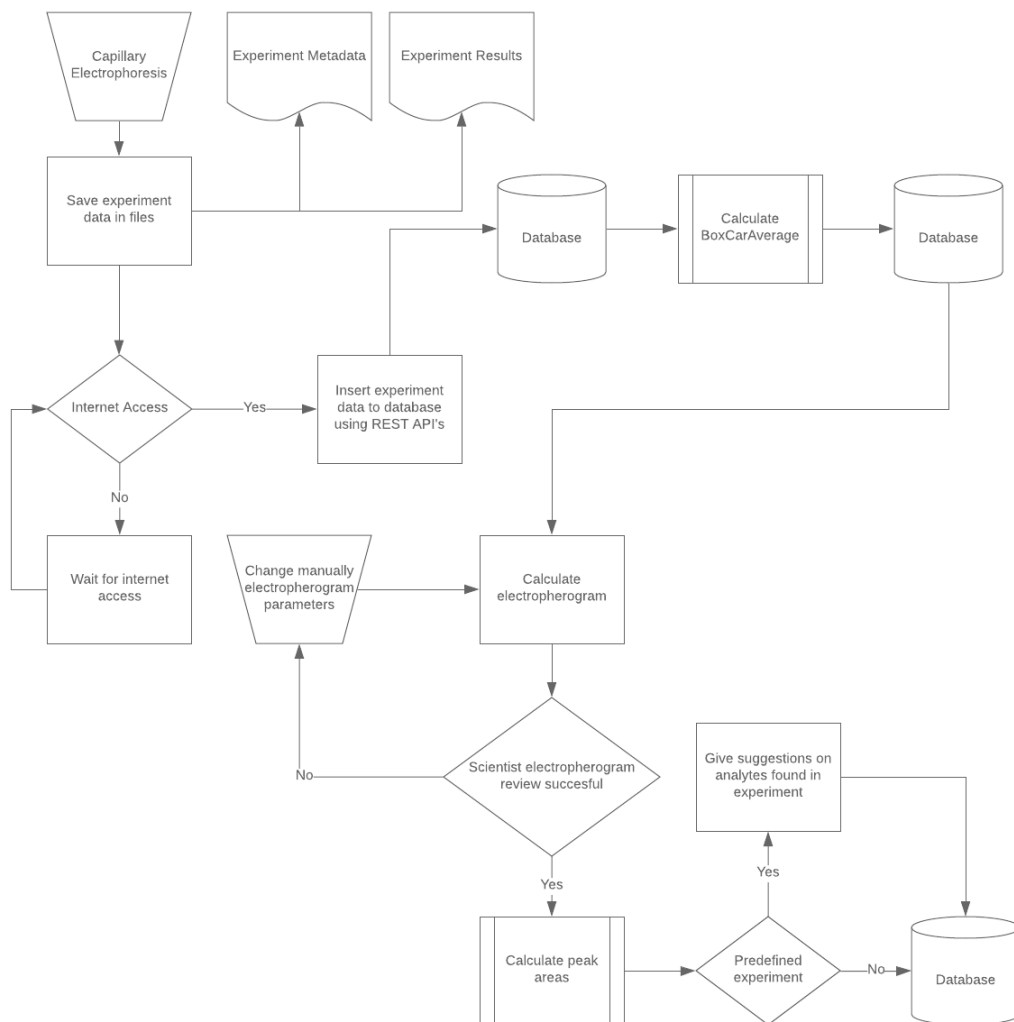 Capillary
Electrophoresis
Experiment Metadata
Experiment Results
Save experiment
data in files
Database
Calculate
BoxCarAverage
Database
Internet Access
Yes
Insert experiment
data to database
using REST API's
No
Wait for internet
access
Change manually
electropherogram
parameters
Calculate
electropherogram
No
Scientist electropherogram
review succesful
Give suggestions on
analytes found in
experiment
Yes
Yes
Calculate peak
areas
Predefined
experiment
No
Database